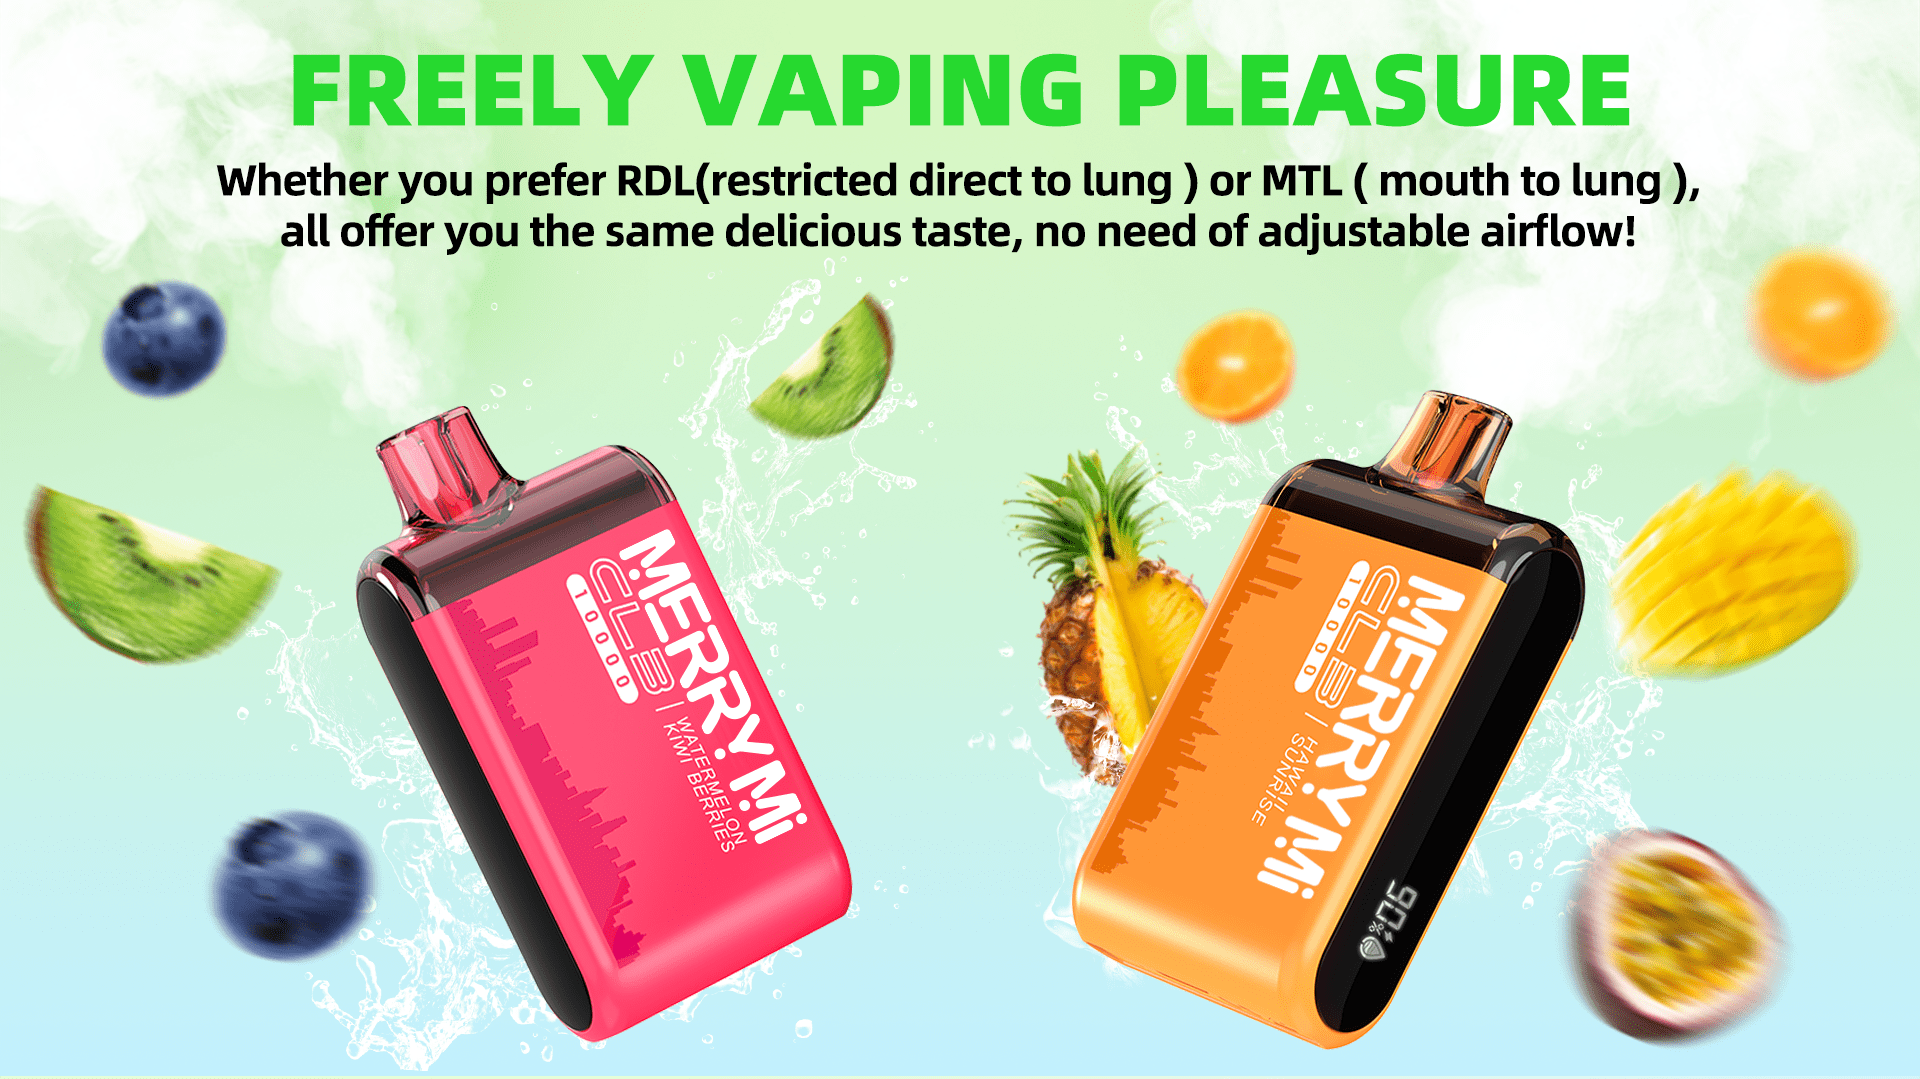 FREELY VAPING PLEASURE
Whether you prefer RDL(restricted direct to lung ) or MTL ( mouth to lung ),
all offer you the same delicious taste, no need of adjustable airflow!
MERRY Mi
CLB
10000
WATERMELON
KIWI BERRIES
MERRY Mi
CLB
10000
HAWAII
SUNRISE
90%